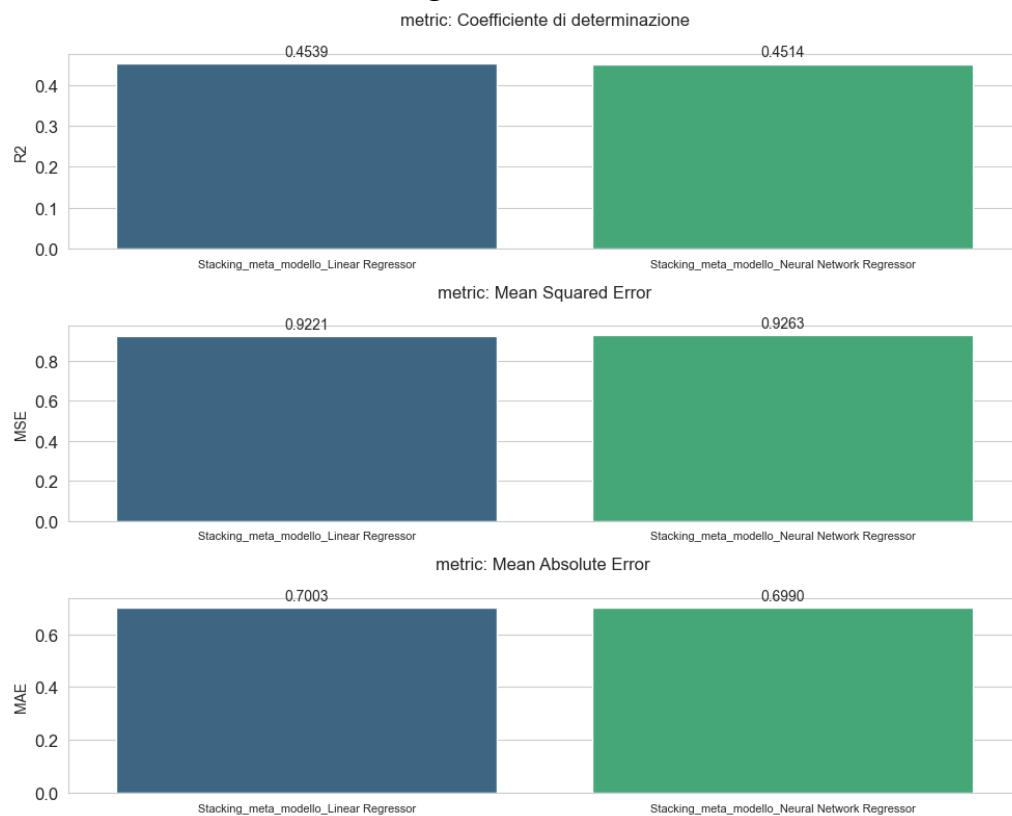 metric: Coefficiente di determinazione
0.4539
0.4514
0.4
0.3
0.2
0.1
0.0
R2
Stacking_meta_modello_Linear Regressor
Stacking_meta_modello_Neural Network Regressor
metric: Mean Squared Error
0.9221
0.9263
0.8
0.6
0.4
0.2
0.0
MSE
Stacking_meta_modello_Linear Regressor
Stacking_meta_modello_Neural Network Regressor
metric: Mean Absolute Error
0.7003
0.6990
0.6
0.4
0.2
0.0
MAE
Stacking_meta_modello_Linear Regressor
Stacking_meta_modello_Neural Network Regressor